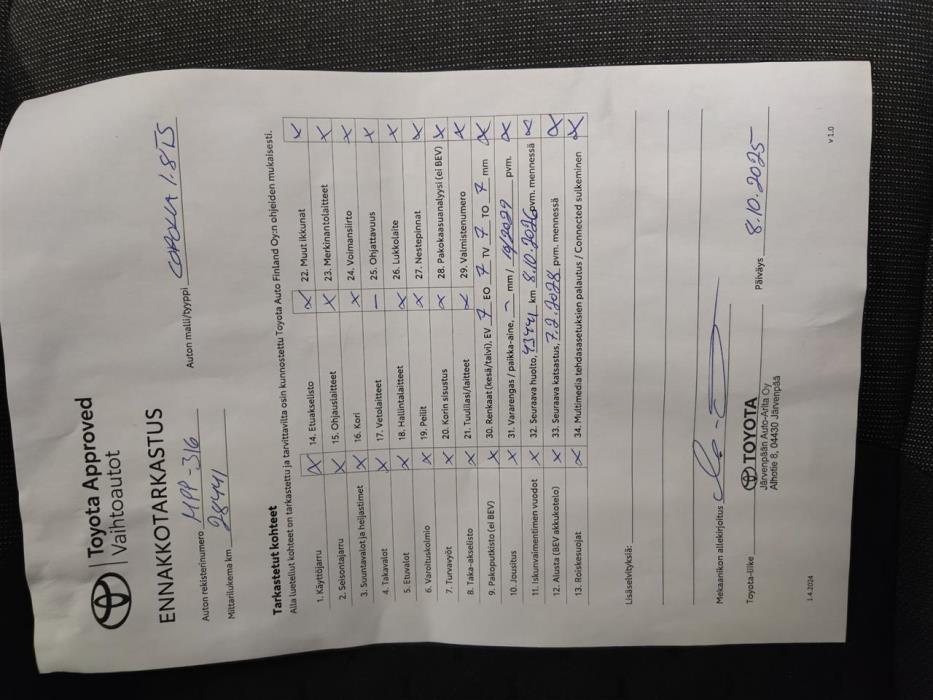 Toyota Approved
Vaihtoautot
ENNAKKOTARKASTUS
Auton rekisterinumero MPP-316 Auton malli/tyyppi COROLLA 1.8 TS
Mittarilukema km 28441
Tarkastetut kohteet
Alla luetellut kohteet on tarkastettu ja tarvittavilta osin kunnostettu Toyota Auto Finland Oy:n ohjeiden mukaisesti.
1. Käyttöjarru X 14. Etuakselisto X 22. Muut ikkunat X
2. Seisontajarru X 15. Ohjauslaitteet X 23. Merkinantolaitteet X
3. Suuntavalot ja heijastimet X 16. Kori X 24. Voimansiirto X
4. Takavalot X 17. Vetolaitteet – 25. Ohjattavuus X
5. Etuvalot X 18. Hallintalaitteet X 26. Lukkolaite X
6. Varoituskolmio X 19. Peilit X 27. Nestepinnat X
7. Turvavyöt X 20. Korin sisustus X 28. Pakokaasuanalyysi (ei BEV) X
8. Taka-akselisto X 21. Tuulilasi/laitteet X 29. Valmistenumero X
9. Pakoputkisto (ei BEV) X 30. Renkaat (kesä/talvi), EV 7 EO 7 TV 7 TO 7 mm X
10. Jousitus X 31. Vararengas / paikka-aine, – mm / 10/2029 pvm. X
11. Iskunvaimentimen vuodot X 32. Seuraava huolto, 43441 km 8.10.2026 pvm. mennessä X
12. Alusta (BEV akkukotelo) X 33. Seuraava katsastus, 7.2.2028 pvm. mennessä X
13. Roiskesuojat X 34. Multimedia tehdasasetuksien palautus / Connected sulkeminen X
Lisäselvityksiä:
Mekaanikon allekirjoitus
Toyota-liike TOYOTA Päiväys 8.10.2025
Järvenpään Auto-Arita Oy
Alhotie 8, 04430 Järvenpää
1.4.2024 v 1.0